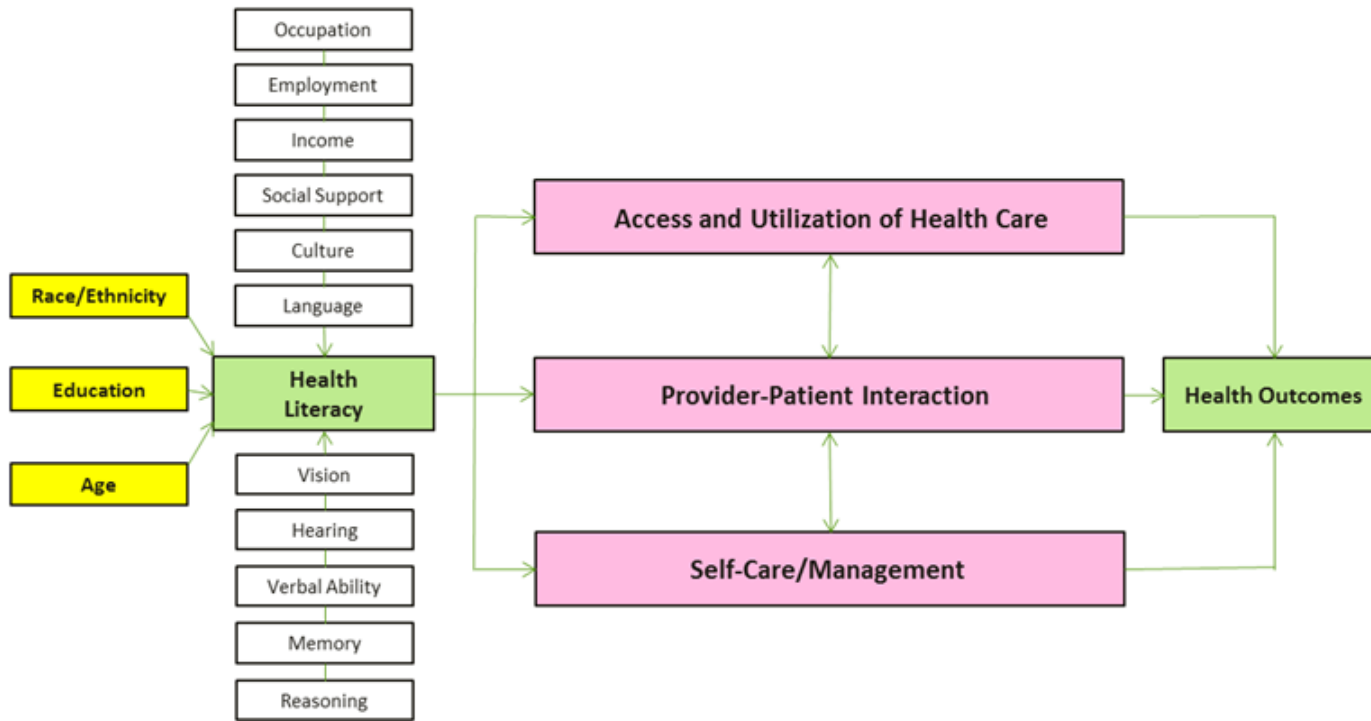 Occupation
Employment
Income
Social Support
Culture
Language
Race/Ethnicity
Education
Age
Health
Literacy
Vision
Hearing
Verbal Ability
Memory
Reasoning
Access and Utilization of Health Care
Provider-Patient Interaction
Self-Care/Management
Health Outcomes